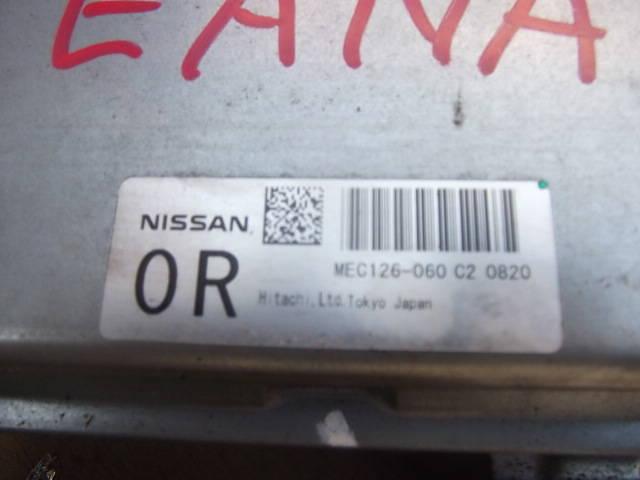 EANA
NISSAN
0R
MEC126-060 C2 0820
Hitachi, Ltd. Tokyo Japan